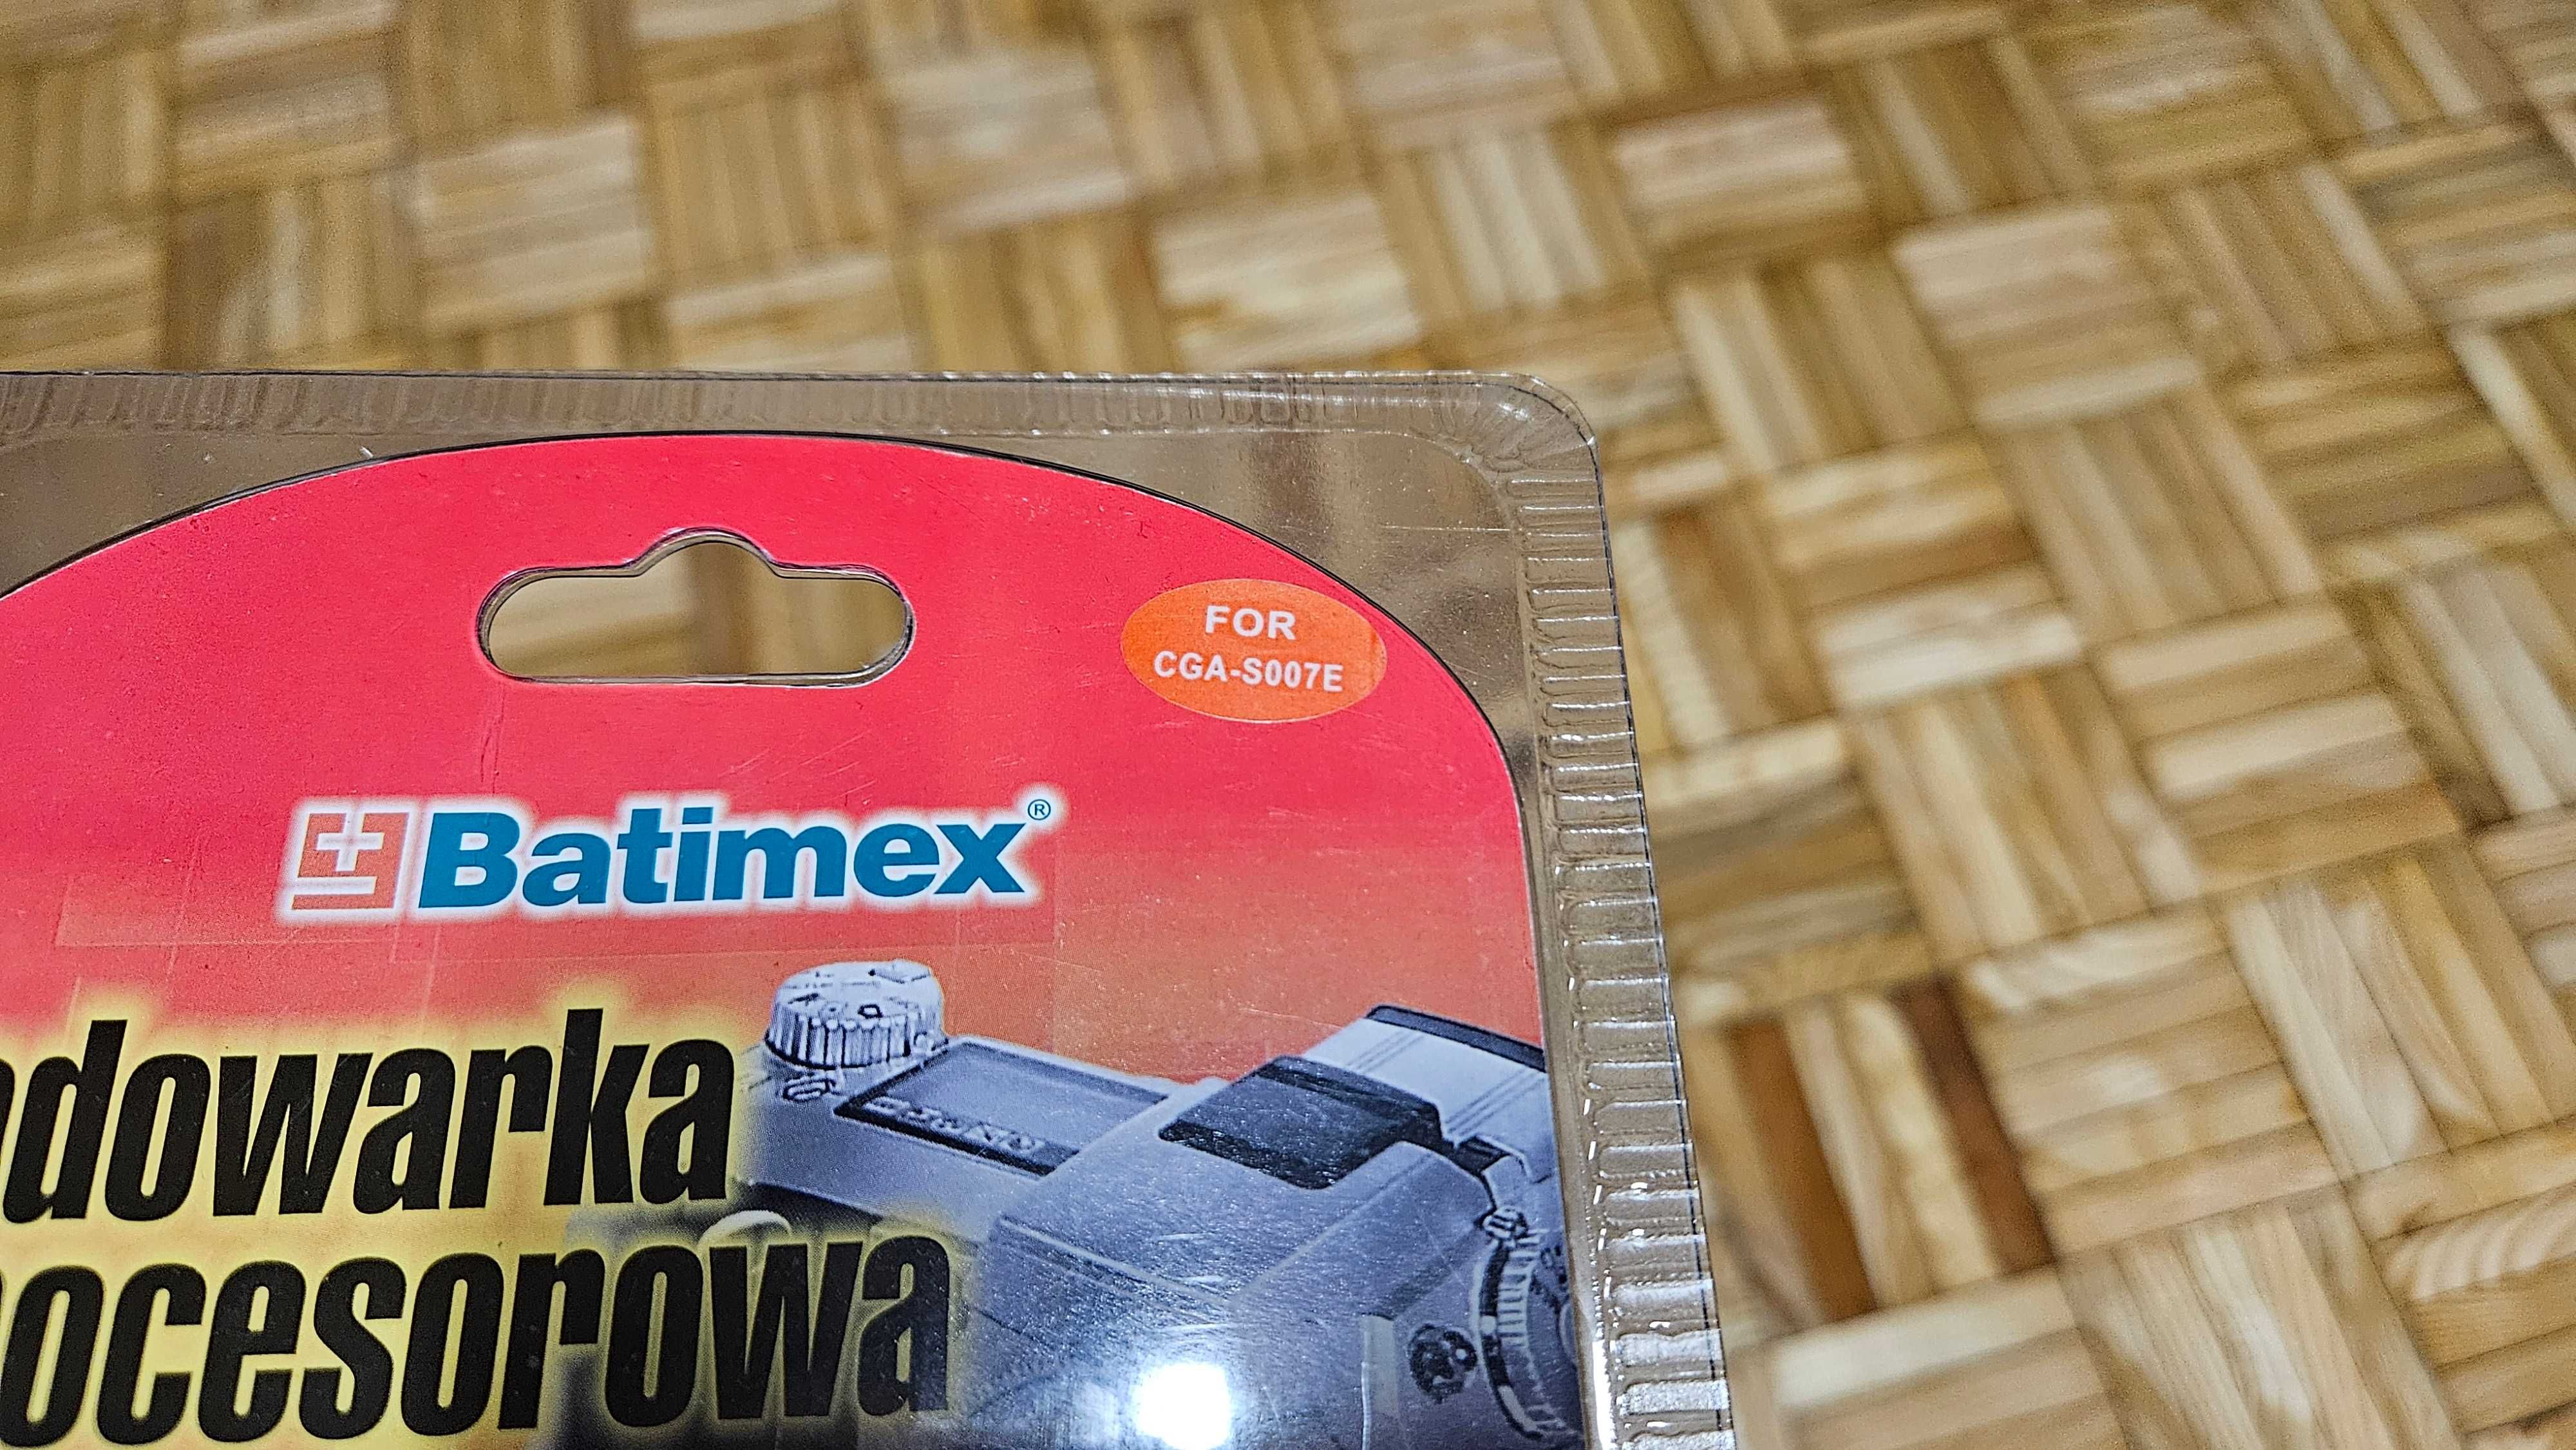 FOR
CGA-S007E
Batimex®
adowarka
ocesorowa